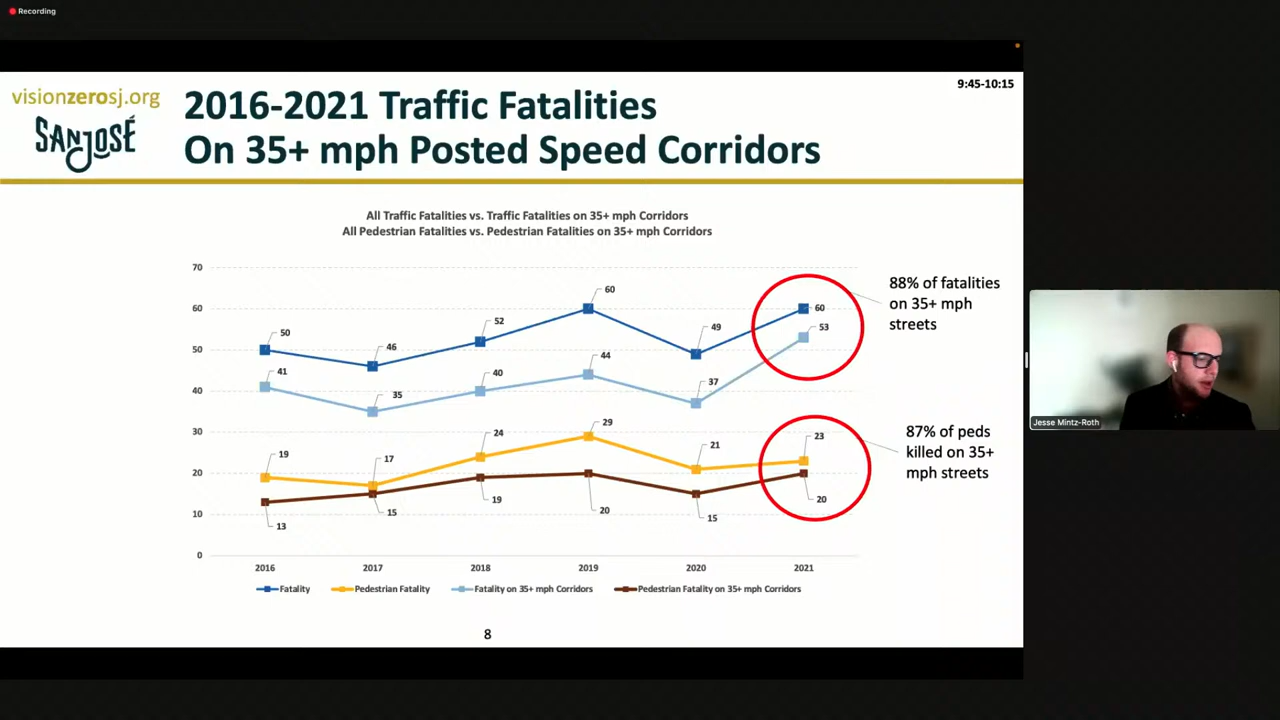 Recording
visionzerosj.org
SAN JOSÉ
9:45-10:15
2016-2021 Traffic Fatalities
On 35+ mph Posted Speed Corridors
All Traffic Fatalities vs. Traffic Fatalities on 35+ mph Corridors
All Pedestrian Fatalities vs. Pedestrian Fatalities on 35+ mph Corridors
70
60
50
40
30
20
10
0
50
46
52
60
49
60
41
35
40
44
37
53
19
17
24
29
21
23
13
15
19
20
15
20
88% of fatalities
on 35+ mph
streets
87% of peds
killed on 35+
mph streets
2016
2017
2018
2019
2020
2021
Fatality
Pedestrian Fatality
Fatality on 35+ mph Corridors
Pedestrian Fatality on 35+ mph Corridors
8
Jesse Mintz-Roth